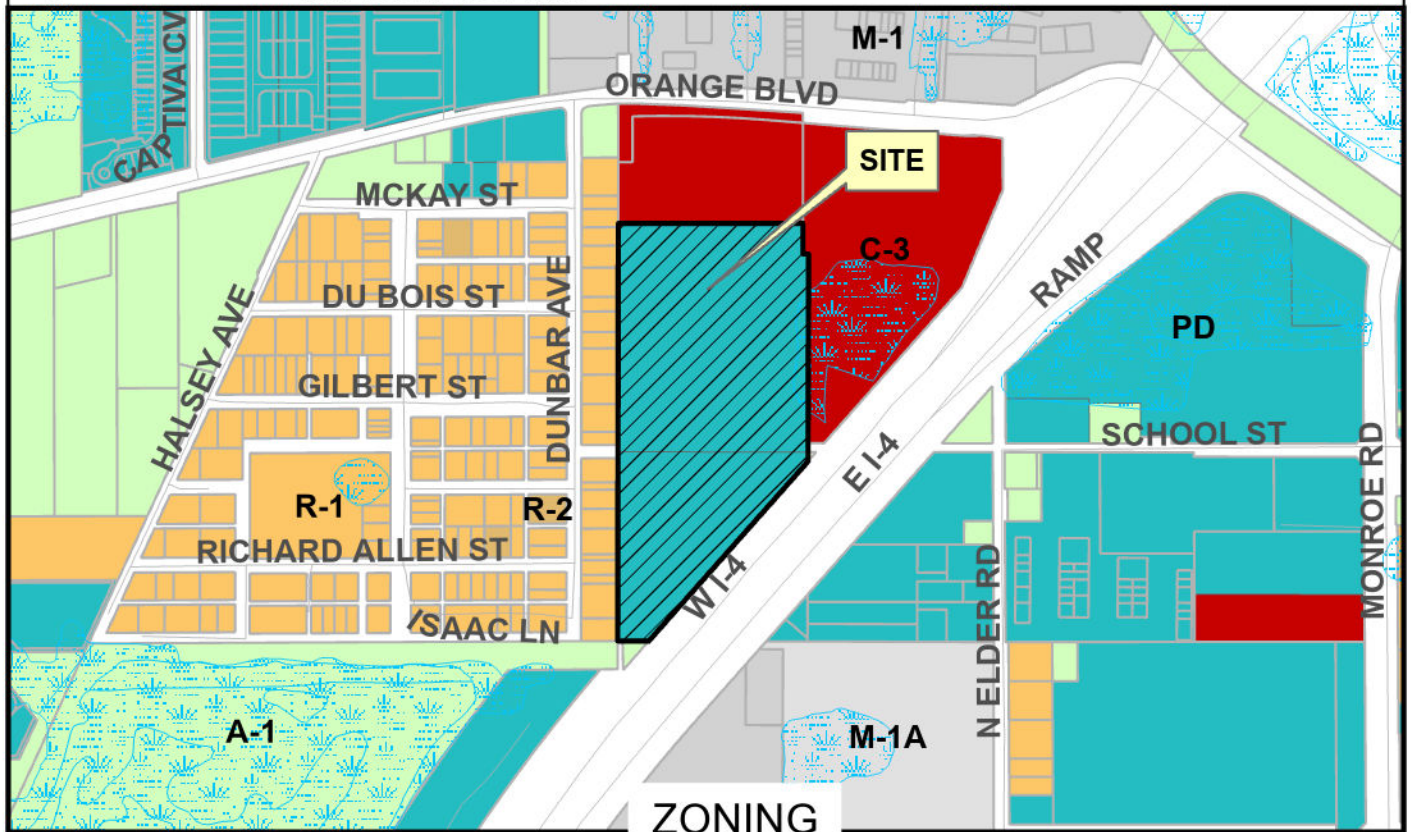 M-1
ORANGE BLVD
CAPTIVA CV
SITE
MCKAY ST
C-3
RAMP
DU BOIS ST
DUNBAR AVE
HALSEY AVE
PD
GILBERT ST
SCHOOL ST
E I-4
MONROE RD
R-1
R-2
RICHARD ALLEN ST
W I-4
N ELDER RD
ISAAC LN
A-1
M-1A
ZONING